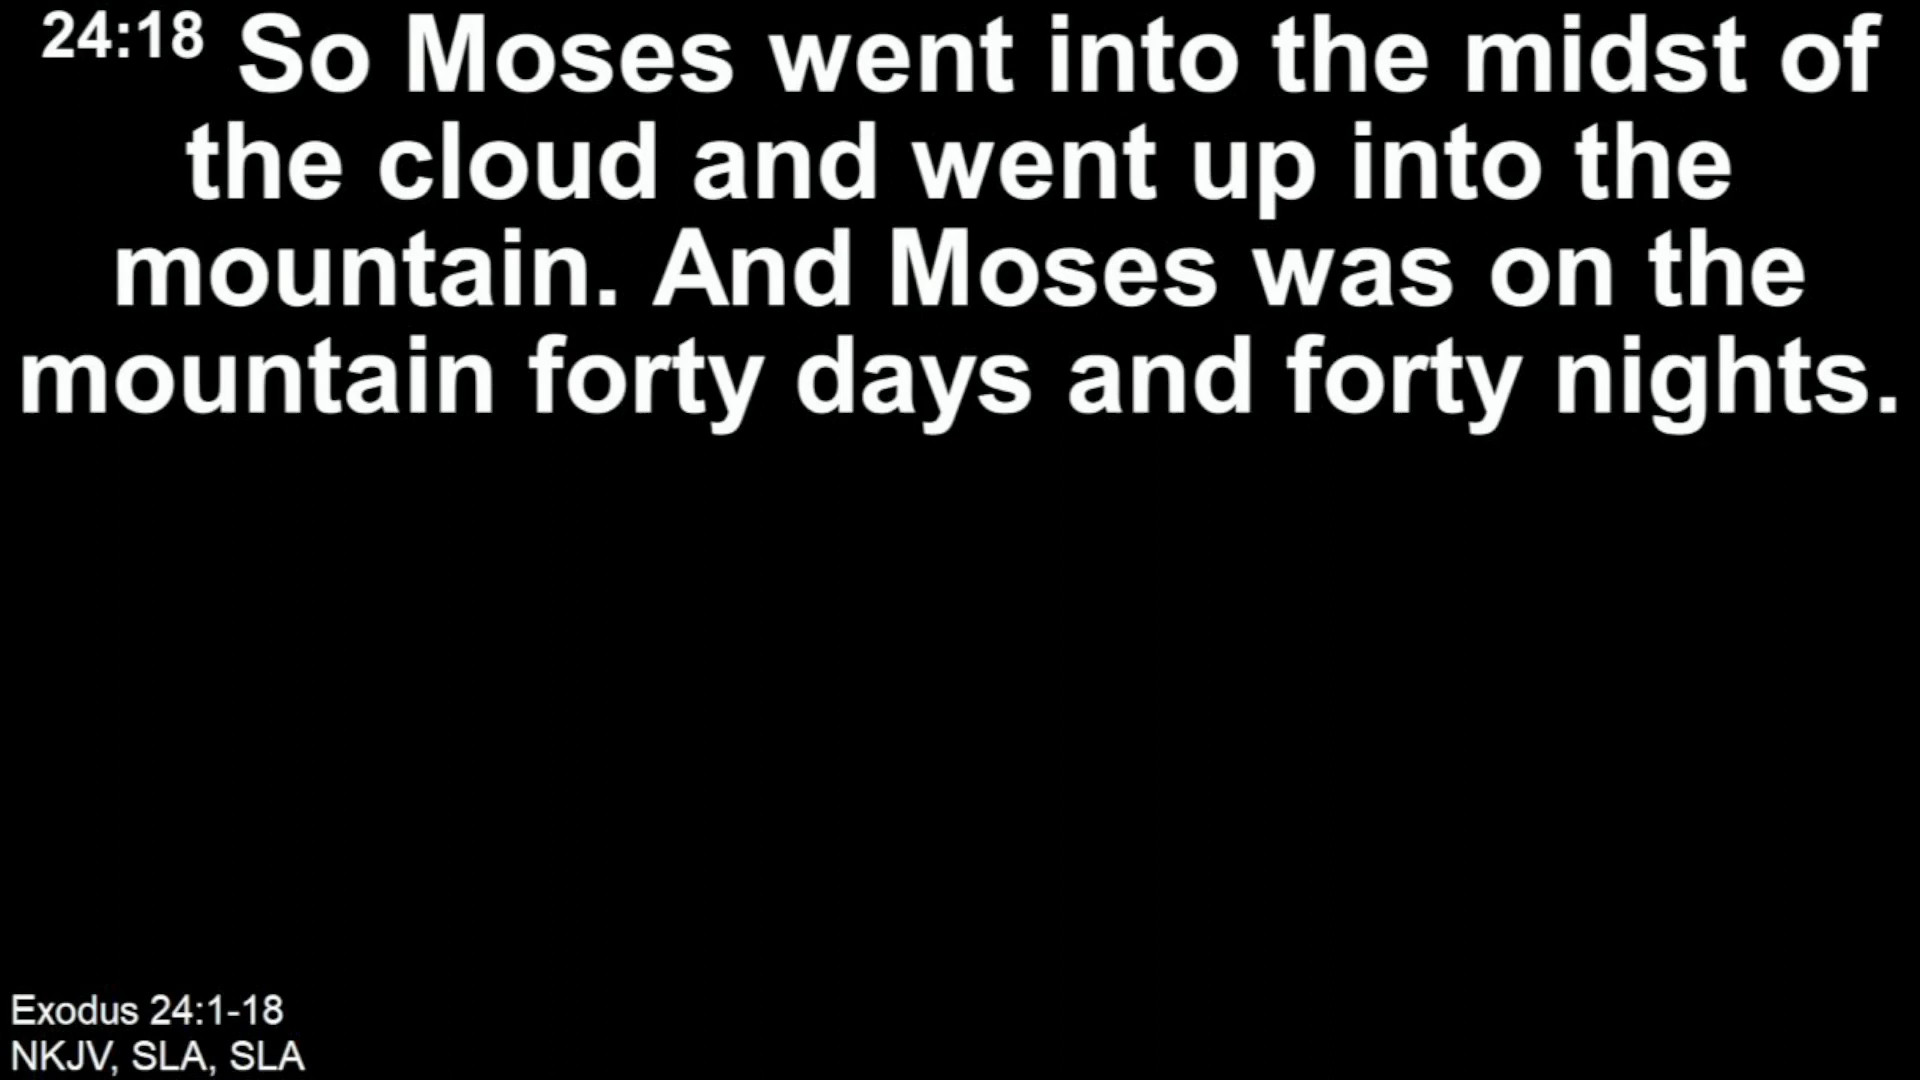 24:18 So Moses went into the midst of
the cloud and went up into the
mountain. And Moses was on the
mountain forty days and forty nights.
Exodus 24:1-18
NKJV, SLA, SLA